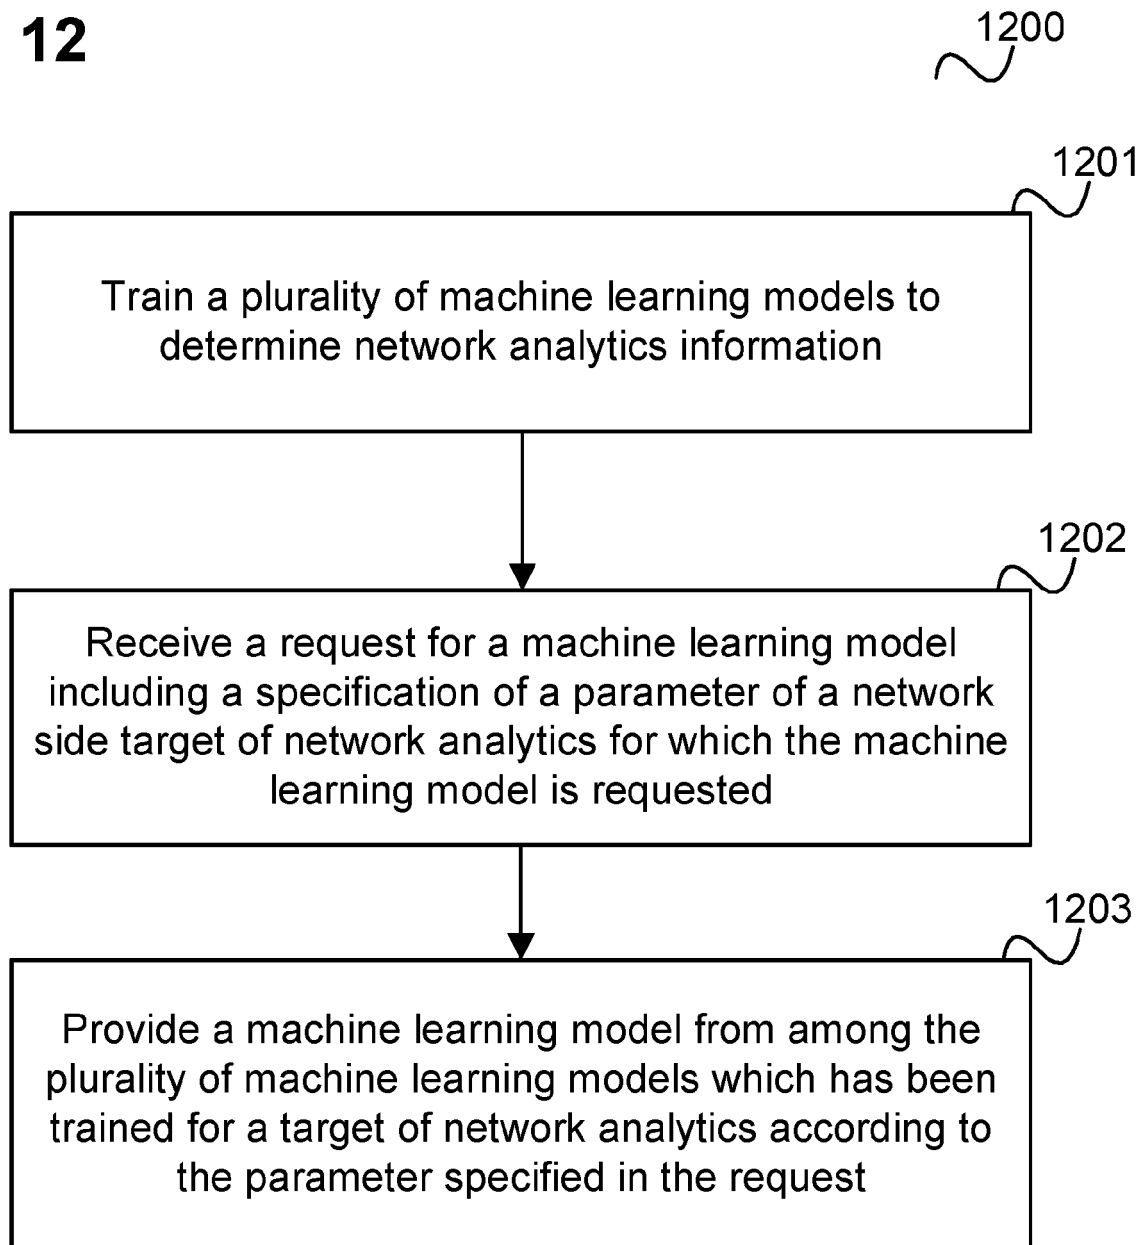 12
1200
1201
Train a plurality of machine learning models to
determine network analytics information
1202
Receive a request for a machine learning model
including a specification of a parameter of a network
side target of network analytics for which the machine
learning model is requested
1203
Provide a machine learning model from among the
plurality of machine learning models which has been
trained for a target of network analytics according to
the parameter specified in the request